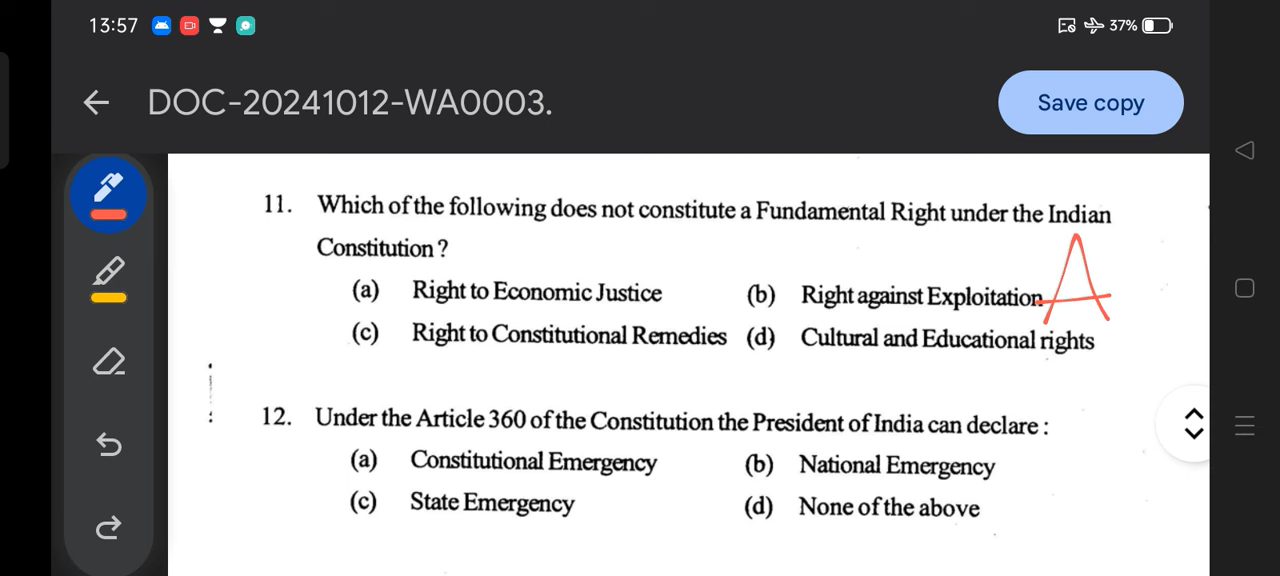 13:57
37%
DOC-20241012-WA0003.
Save copy
11. Which of the following does not constitute a Fundamental Right under the Indian
Constitution ?
(a) Right to Economic Justice (b) Right against Exploitation A
(c) Right to Constitutional Remedies (d) Cultural and Educational rights
12. Under the Article 360 of the Constitution the President of India can declare :
(a) Constitutional Emergency (b) National Emergency
(c) State Emergency (d) None of the above